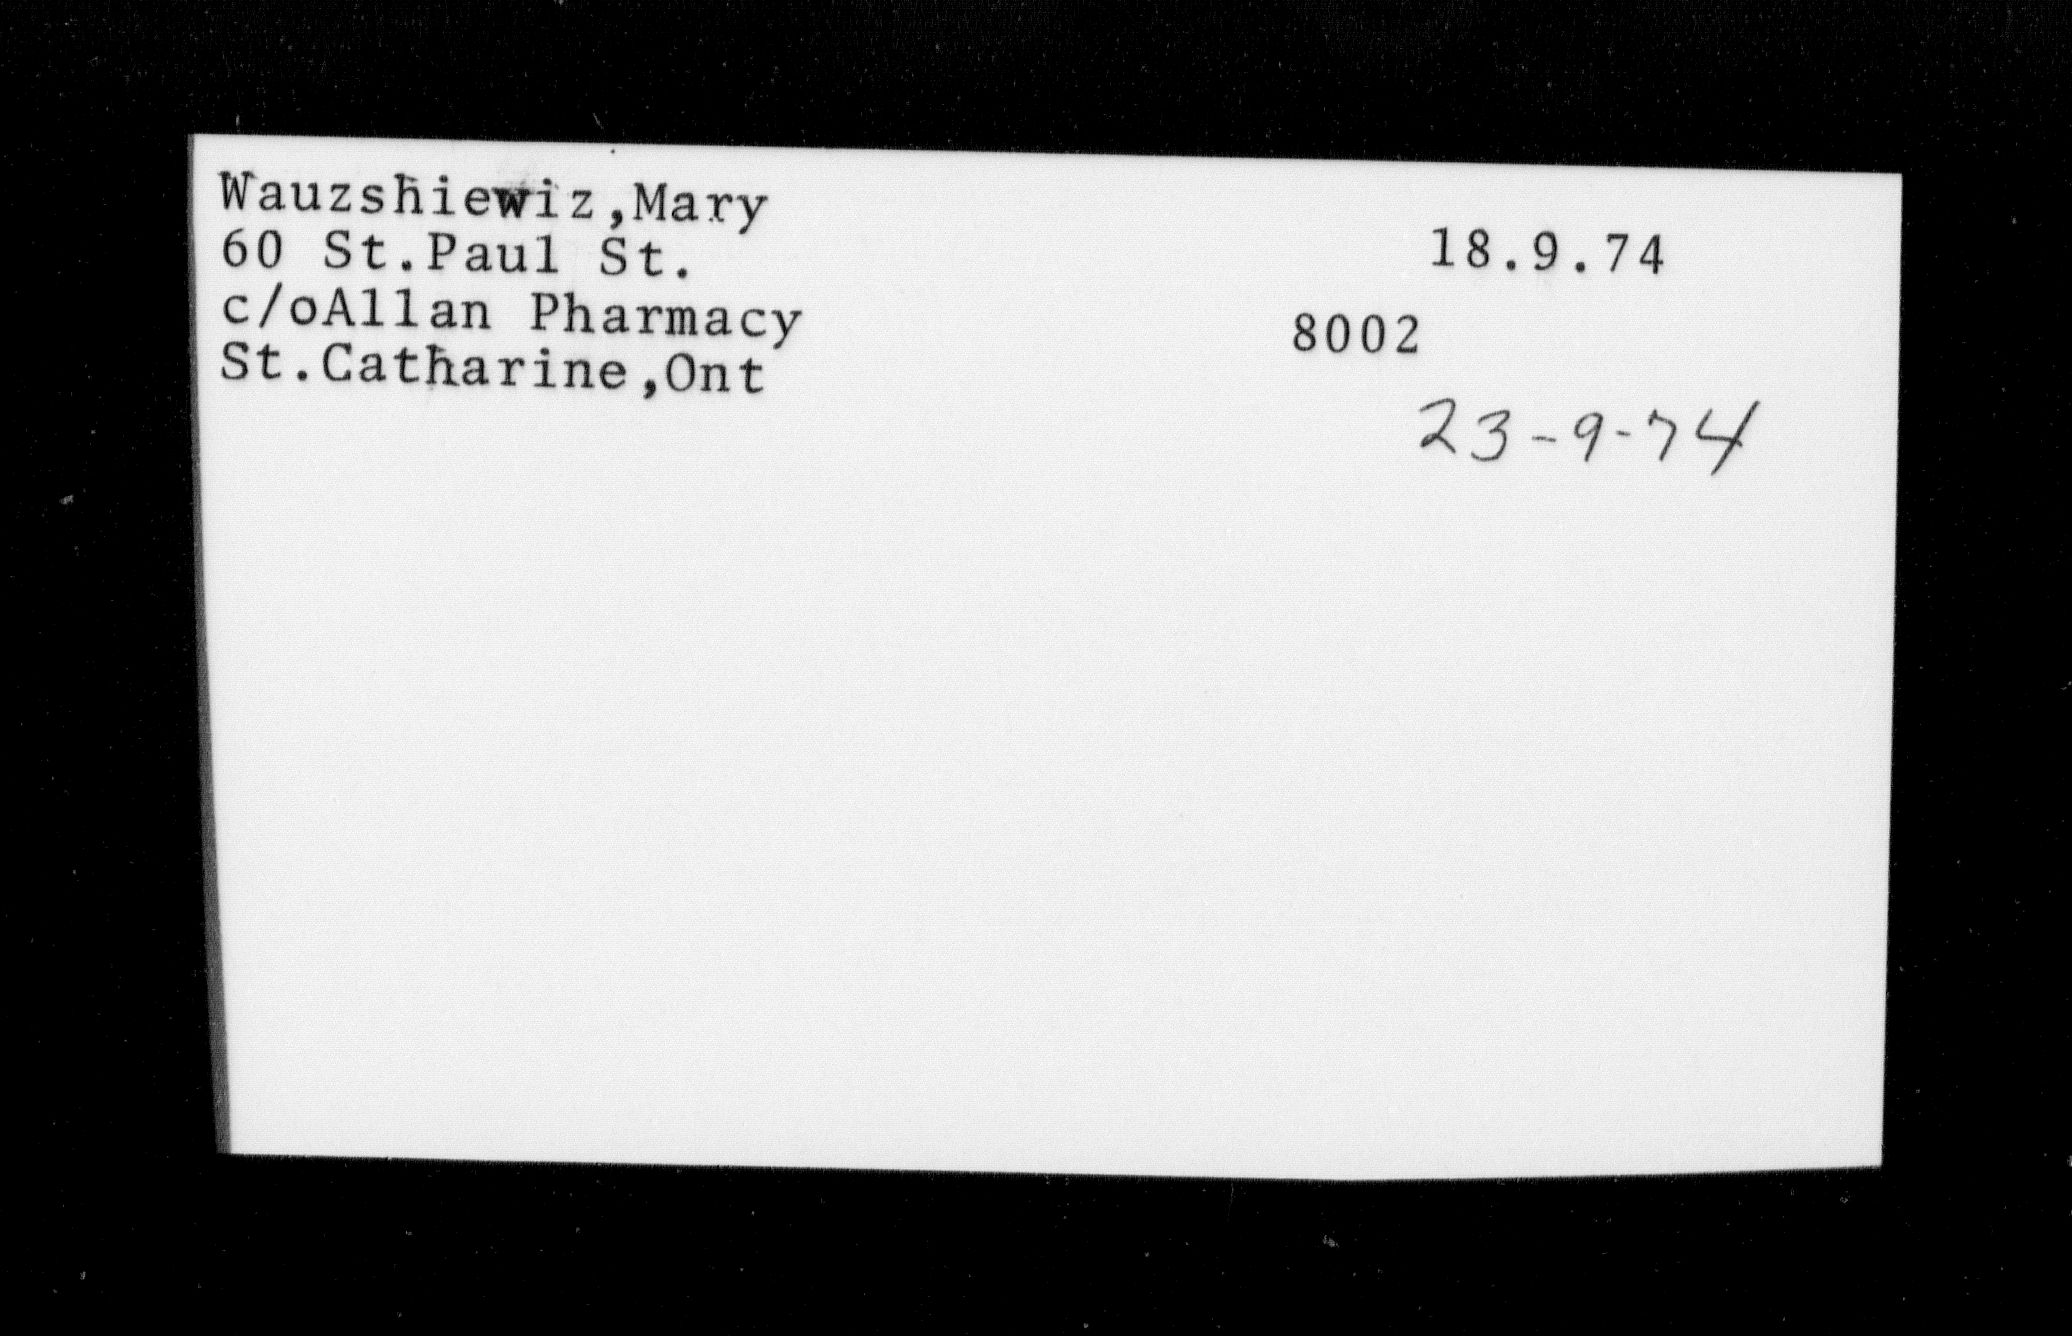 Wauzshiewiz,Mary
60 St.Paul St.
c/oAllan Pharmacy
St.Catharine,Ont
18.9.74
8002
23-9-74